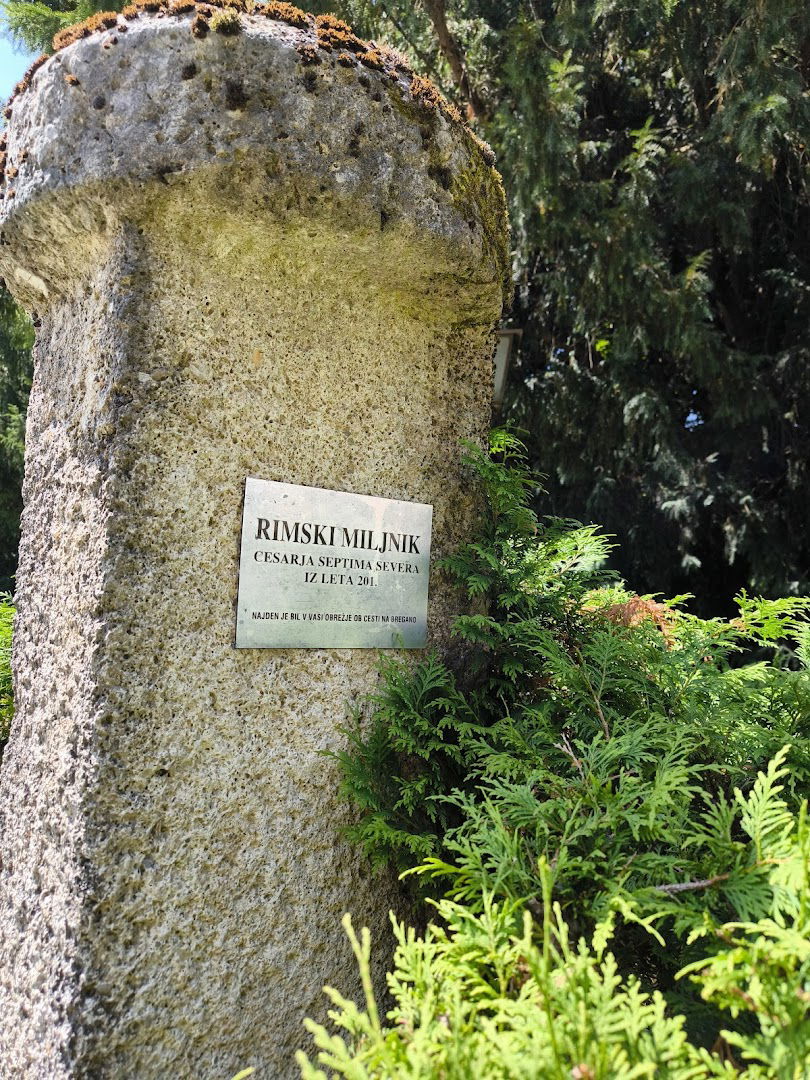 RIMSKI MILJNIK
CESARJA SEPTIMA SEVERA
IZ LETA 201.
NAJDEN JE BIL V VASI OBREŽJE OB CESTI NA BREGANO